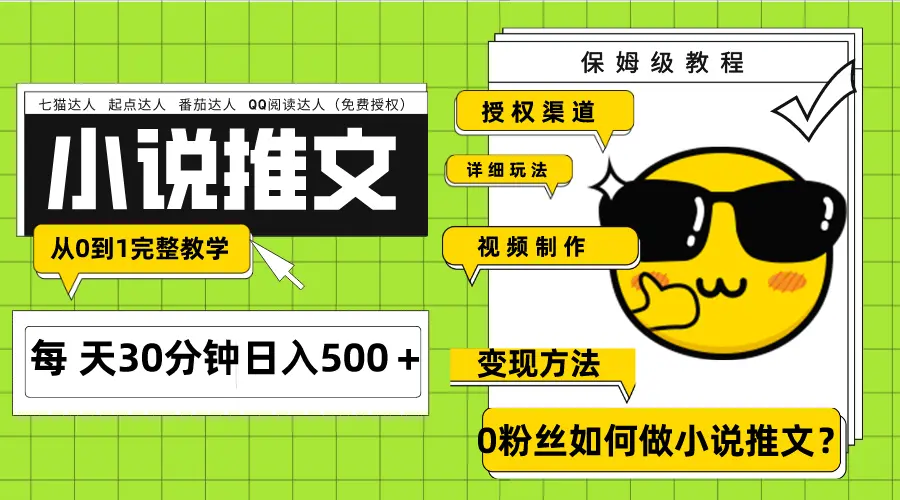 七猫达人 起点达人 番茄达人 QQ阅读达人（免费授权）
小说推文
从0到1完整教学
每 天30分钟日入500+
保姆级教程
授权渠道
详细玩法
视频制作
变现方法
0粉丝如何做小说推文？